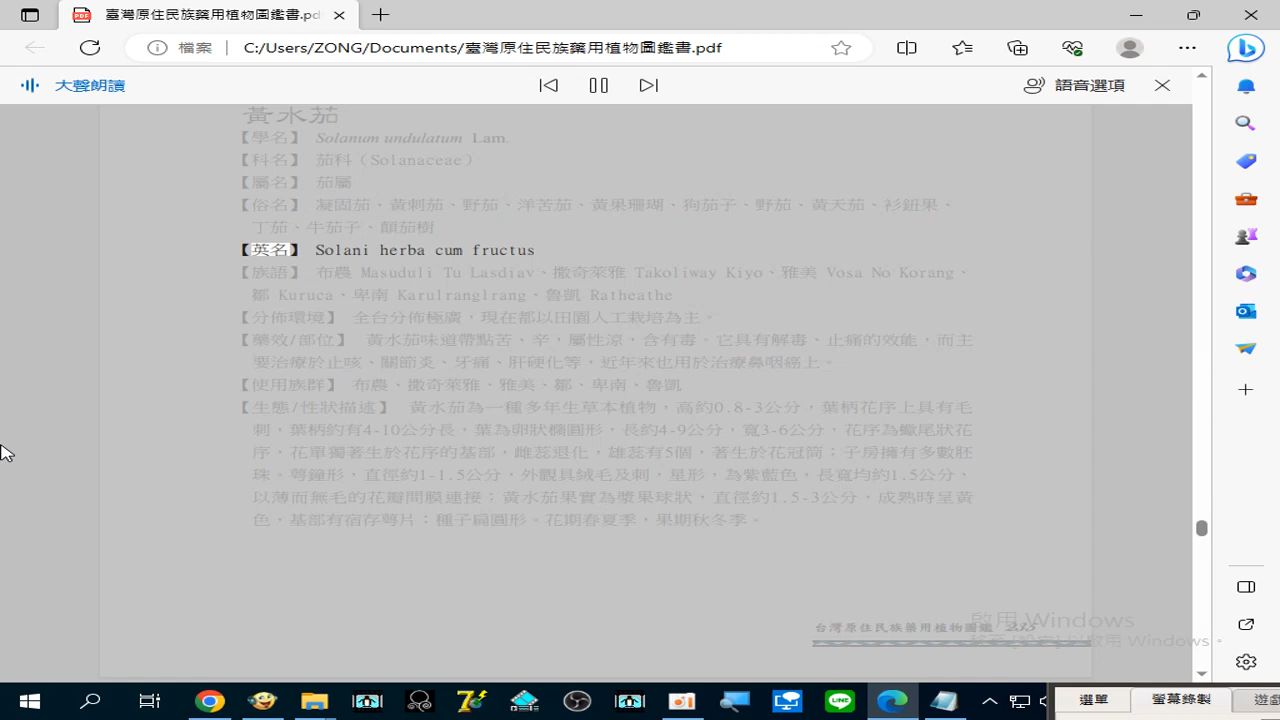 臺灣原住民族藥用植物圖鑑書.pd
檔案 C:/Users/ZONG/Documents/臺灣原住民族藥用植物圖鑑書.pdf
大聲朗讀
語音選項
黃水茄
【學名】 Solanum undulatum Lam.
【科名】 茄科（Solanaceae）
【屬名】 茄屬
【俗名】 凝固茄、黃刺茄、野茄、洋苦茄、黃果珊瑚、狗茄子、野茄、黃天茄、衫鈕果、
丁茄、牛茄子、顛茄樹
【英名】 Solani herba cum fructus
【族語】 布農 Masuduli Tu Lasdiav、撒奇萊雅 Takoliway Kiyo、雅美 Vosa No Korang、
鄒 Kuruca、卑南 Karulranglrang、魯凱 Ratheathe
【分佈環境】 全台分佈極廣，現在都以田園人工栽培為主。
【藥效/部位】 黃水茄味道帶點苦、辛，屬性涼，含有毒。它具有解毒、止痛的效能，而主
要治療於止咳、關節炎、牙痛、肝硬化等，近年來也用於治療鼻咽癌上。
【使用族群】 布農、撒奇萊雅、雅美、鄒、卑南、魯凱
【生態/性狀描述】 黃水茄為一種多年生草本植物，高約0.8-3公分，葉柄花序上具有毛
刺。葉柄約有4-10公分長，葉為卵狀橢圓形，長約4-9公分，寬3-6公分，花序為蠍尾狀花
序，花單獨著生於花序的基部，雌蕊退化，雄蕊有5個，著生於花冠筒；子房擁有多數胚
珠。萼鐘形，直徑約1-1.5公分，外觀具絨毛及刺，星形，為紫藍色，長寬均約1.5公分、
以薄而無毛的花瓣間膜連接；黃水茄果實為漿果球狀，直徑約1.5-3公分，成熟時呈黃
色，基部有宿存萼片；種子扁圓形。花期春夏季，果期秋冬季。
台灣原住民族藥用植物圖鑑
啟用 Windows
移至 [設定] 以啟用 Windows。
選單 螢幕錄製